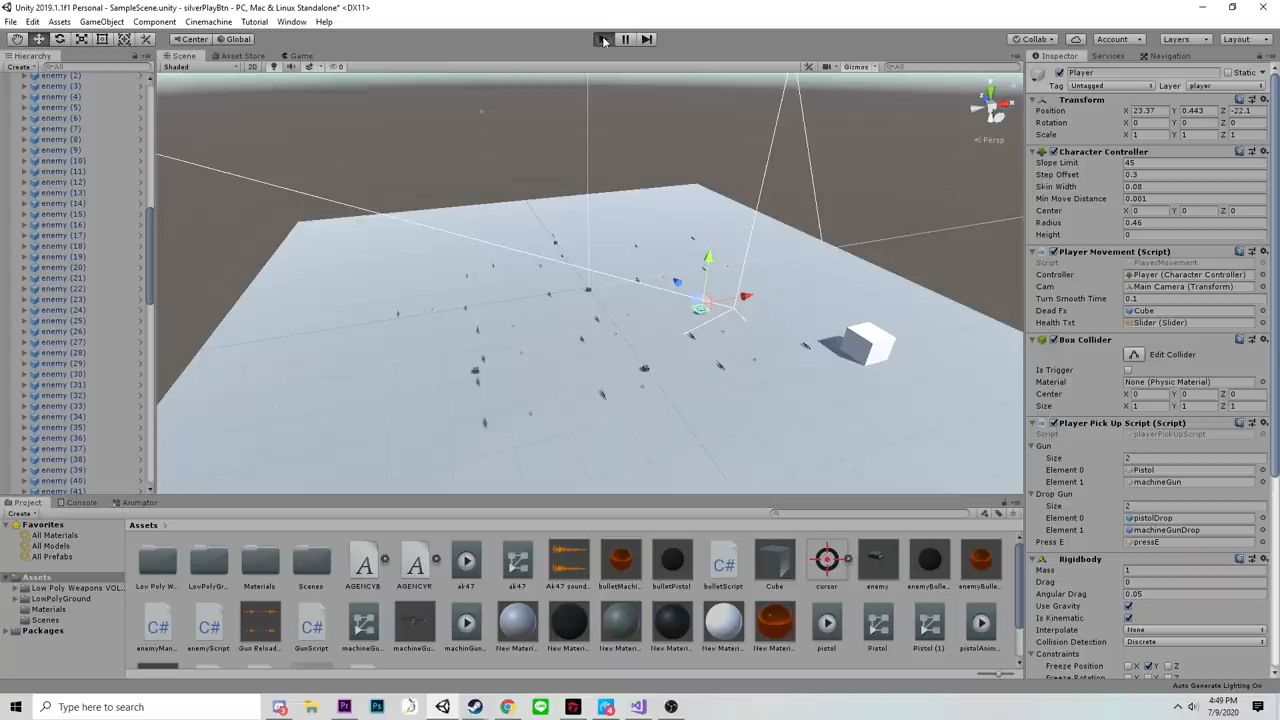 Unity 2019.1.1f1 Personal - SampleScene.unity - silverPlayBtn - PC, Mac & Linux Standalone* <DX11>
File Edit Assets GameObject Component Cinemachine Tutorial Window Help
Center Global Collab Account Layers Layout
Hierarchy Scene Asset Store Game Inspector Services Navigation
Create All Shaded 2D 0 Gizmos All
enemy (2)
enemy (3)
enemy (4)
enemy (5)
enemy (6)
enemy (7)
enemy (8)
enemy (9)
enemy (10)
enemy (11)
enemy (12)
enemy (13)
enemy (14)
enemy (15)
enemy (16)
enemy (17)
enemy (18)
enemy (19)
enemy (20)
enemy (21)
enemy (22)
enemy (23)
enemy (24)
enemy (25)
enemy (26)
enemy (27)
enemy (28)
enemy (29)
enemy (30)
enemy (31)
enemy (32)
enemy (33)
enemy (34)
enemy (35)
enemy (36)
enemy (37)
enemy (38)
enemy (39)
enemy (40)
enemy (41)
y
x
z
Persp
Player Static
Tag Untagged Layer player
Transform
Position X 23.37 Y 0.443 Z -22.1
Rotation X 0 Y 0 Z 0
Scale X 1 Y 1 Z 1
Character Controller
Slope Limit 45
Step Offset 0.3
Skin Width 0.08
Min Move Distance 0.001
Center X 0 Y 0 Z 0
Radius 0.46
Height 0
Player Movement (Script)
Script PlayerMovement
Controller Player (Character Controller)
Cam Main Camera (Transform)
Turn Smooth Time 0.1
Dead Fx Cube
Health Txt Slider (Slider)
Box Collider
Edit Collider
Is Trigger
Material None (Physic Material)
Center X 0 Y 0 Z 0
Size X 1 Y 1 Z 1
Player Pick Up Script (Script)
Script playerPickUpScript
Gun
Size 2
Element 0 Pistol
Element 1 machineGun
Drop Gun
Size 2
Element 0 pistolDrop
Element 1 machineGunDrop
Press E pressE
Rigidbody
Mass 1
Drag 0
Angular Drag 0.05
Use Gravity
Is Kinematic
Interpolate None
Collision Detection Discrete
Constraints
Freeze Position X Y Z
Auto Generate Lighting On
Project Console Animator
Create
Favorites
All Materials
All Models
All Prefabs
Assets
Low Poly Weapons VOL.
LowPolyGround
Materials
Scenes
Packages
Assets
Low Poly W... LowPolyGr... Materials Scenes AGENCYB AGENCYR ak47 ak47 Ak47 sound... bulletMachi... bulletPistol bulletScript Cube cursor enemy enemyBulle... enemyBulle...
enemyMan... enemyScript Gun Reload... GunScript machineGu... machineGu... machinGun... New Materi... New Materi... New Materi... New Materi... New Materi... New Materi... pistol Pistol Pistol (1) pistolAnim...
Type here to search
4:49 PM
7/9/2020